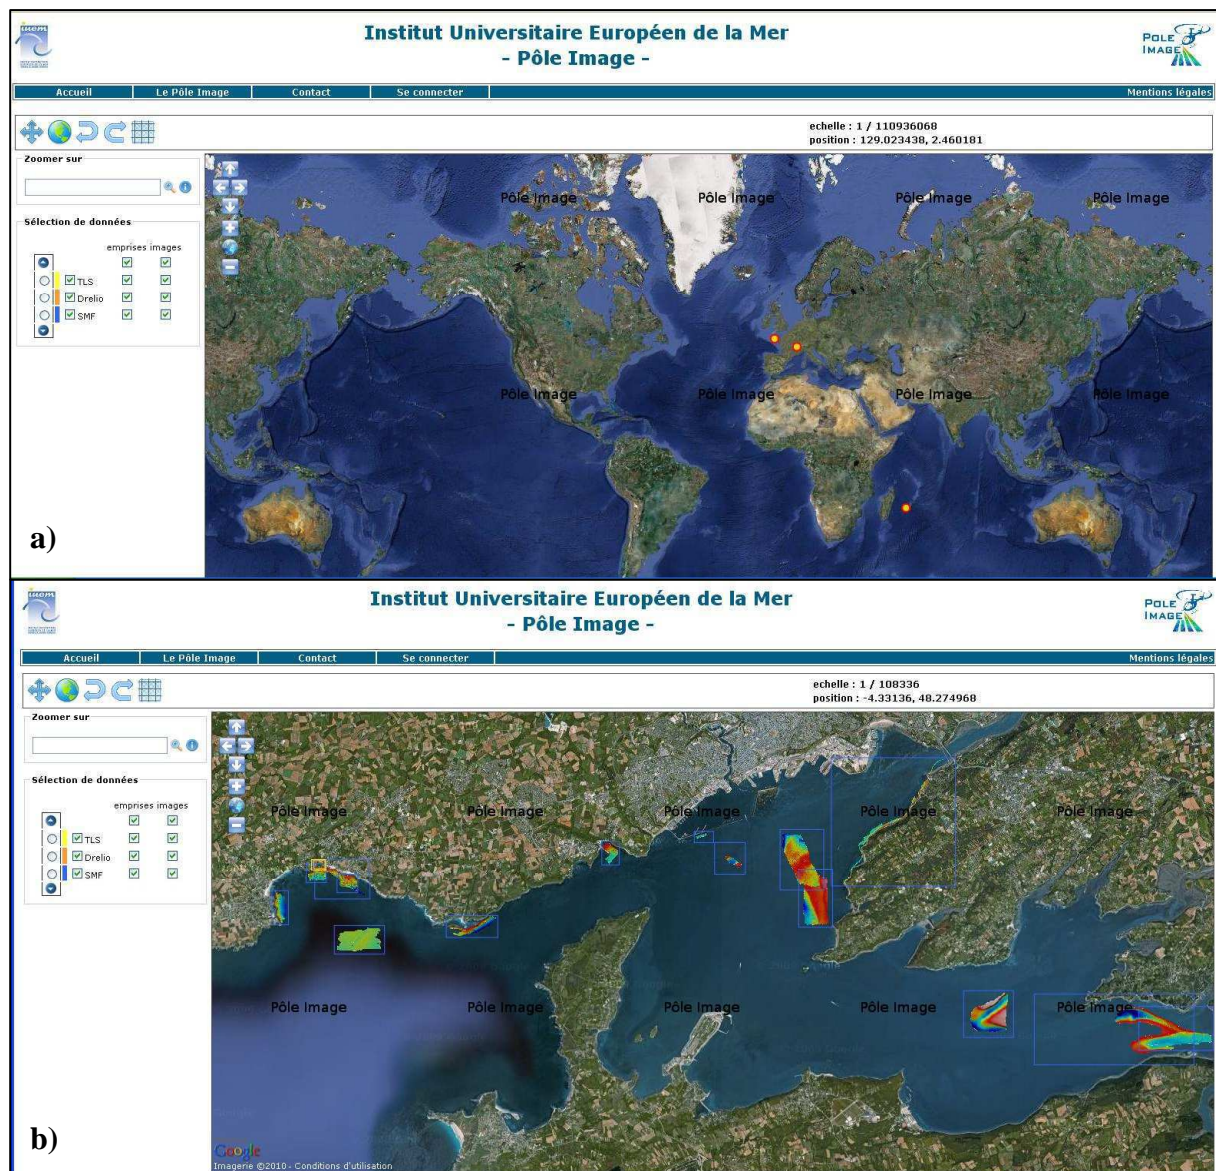 Institut Universitaire Européen de la Mer
- Pôle Image -
POLE
IMAGE
Accueil
Le Pôle Image
Contact
Se connecter
Mentions légales
echelle : 1 / 110936068
position : 129.023438, 2.460181
Zoomer sur
Sélection de données
emprises images
TLS
Drelio
SMF
Pôle Image
Pôle Image
Pôle Image
Pôle Image
Pôle Image
Pôle Image
Pôle Image
Pôle Image
a)
Institut Universitaire Européen de la Mer
- Pôle Image -
POLE
IMAGE
Accueil
Le Pôle Image
Contact
Se connecter
Mentions légales
echelle : 1 / 108336
position : -4.33136, 48.274968
Zoomer sur
Sélection de données
emprises images
TLS
Drelio
SMF
Pôle Image
Pôle Image
Pôle Image
Pôle Image
Pôle Image
Pôle Image
Pôle Image
Pôle Image
Pôle Image
Pôle Image
b)
Google
Imagerie ©2010 - Conditions d'utilisation